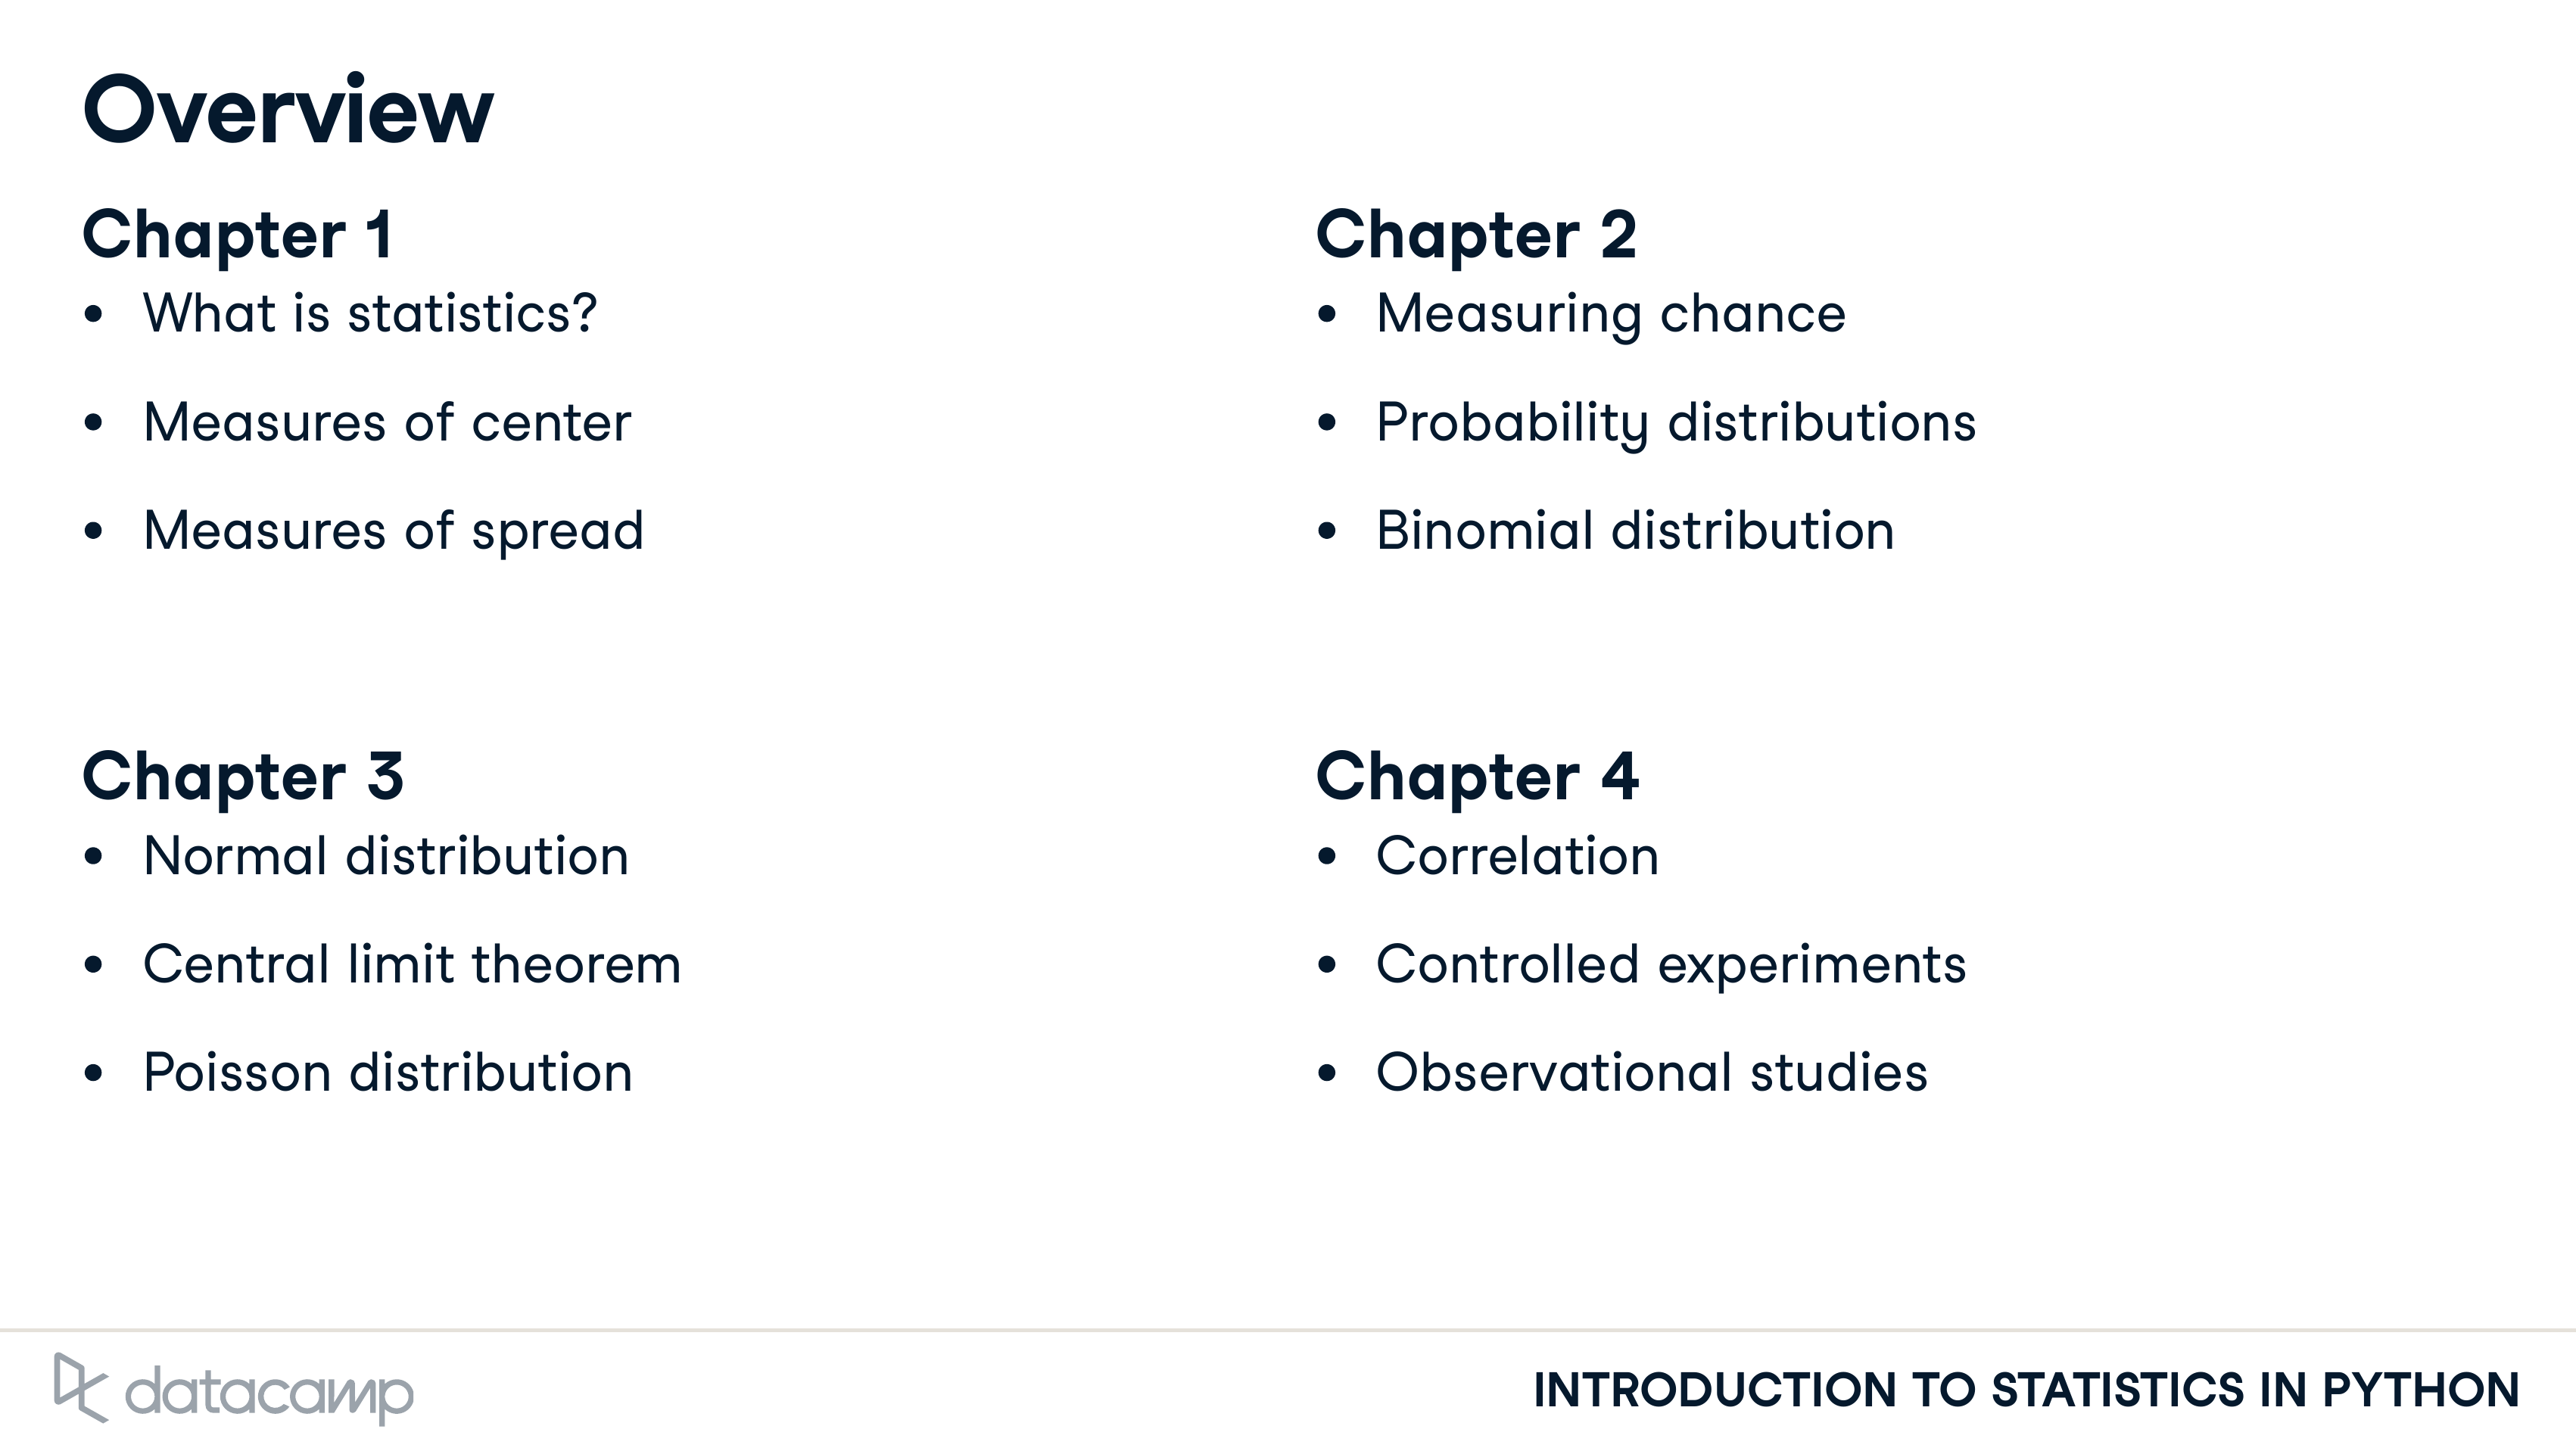 Overview
Chapter 1
• What is statistics?
• Measures of center
• Measures of spread
Chapter 2
• Measuring chance
• Probability distributions
• Binomial distribution
Chapter 3
• Normal distribution
• Central limit theorem
• Poisson distribution
Chapter 4
• Correlation
• Controlled experiments
• Observational studies
datacamp
INTRODUCTION TO STATISTICS IN PYTHON